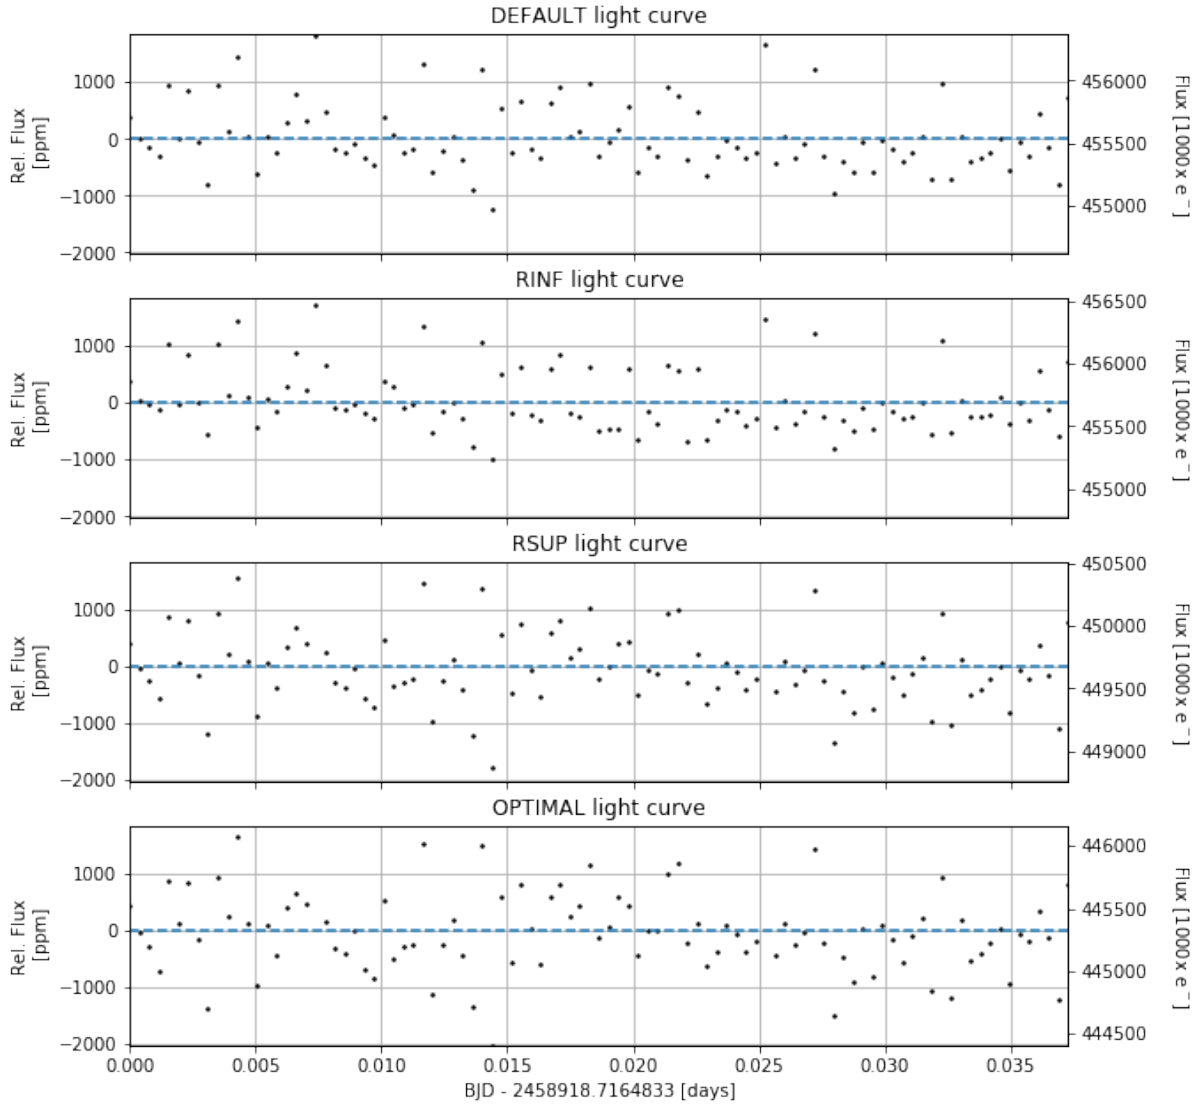 DEFAULT light curve
1000
0
−1000
−2000
Rel. Flux
[ppm]
456000
455500
455000
Flux [1000x e⁻]
RINF light curve
1000
0
−1000
−2000
Rel. Flux
[ppm]
456500
456000
455500
455000
Flux [1000x e⁻]
RSUP light curve
1000
0
−1000
−2000
Rel. Flux
[ppm]
450500
450000
449500
449000
Flux [1000x e⁻]
OPTIMAL light curve
1000
0
−1000
−2000
Rel. Flux
[ppm]
446000
445500
445000
444500
Flux [1000x e⁻]
0.000 0.005 0.010 0.015 0.020 0.025 0.030 0.035
BJD - 2458918.7164833 [days]